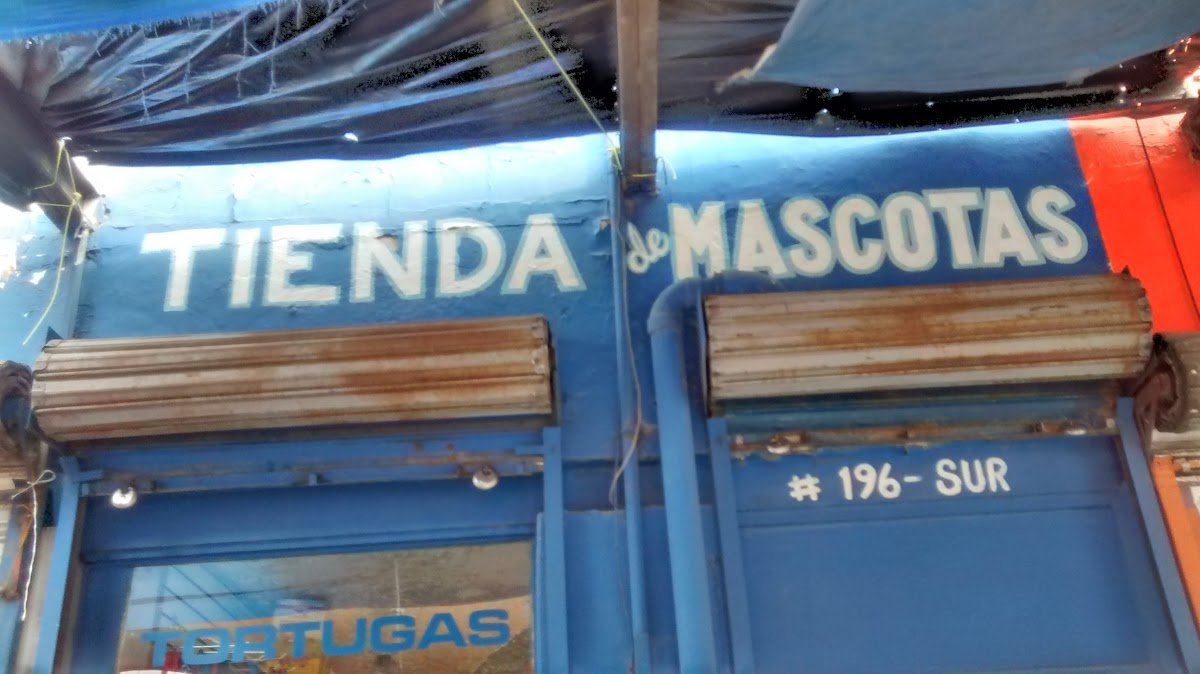 TIENDA de MASCOTAS
# 196- SUR
TORTUGAS